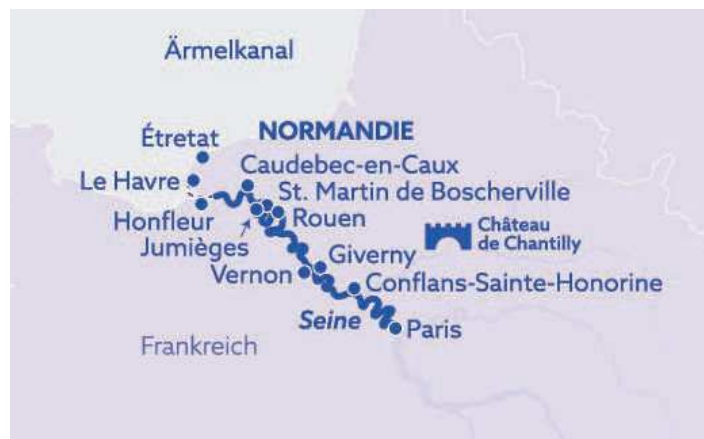 Ärmelkanal
NORMANDIE
Étretat
Caudebec-en-Caux
Le Havre
St. Martin de Boscherville
Honfleur
Rouen
Château
de Chantilly
Jumièges
Giverny
Vernon
Conflans-Sainte-Honorine
Seine
Paris
Frankreich